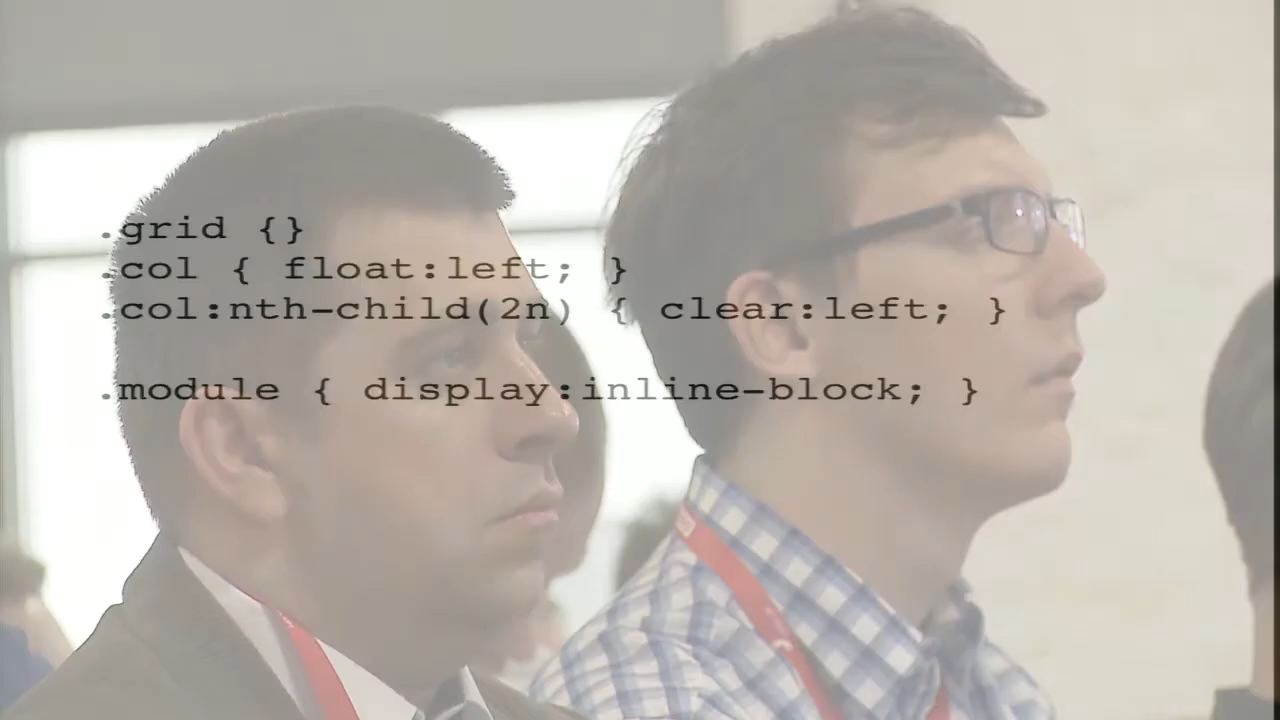 .grid {}
.col { float:left; }
.col:nth-child(2n) { clear:left; }
.module { display:inline-block; }